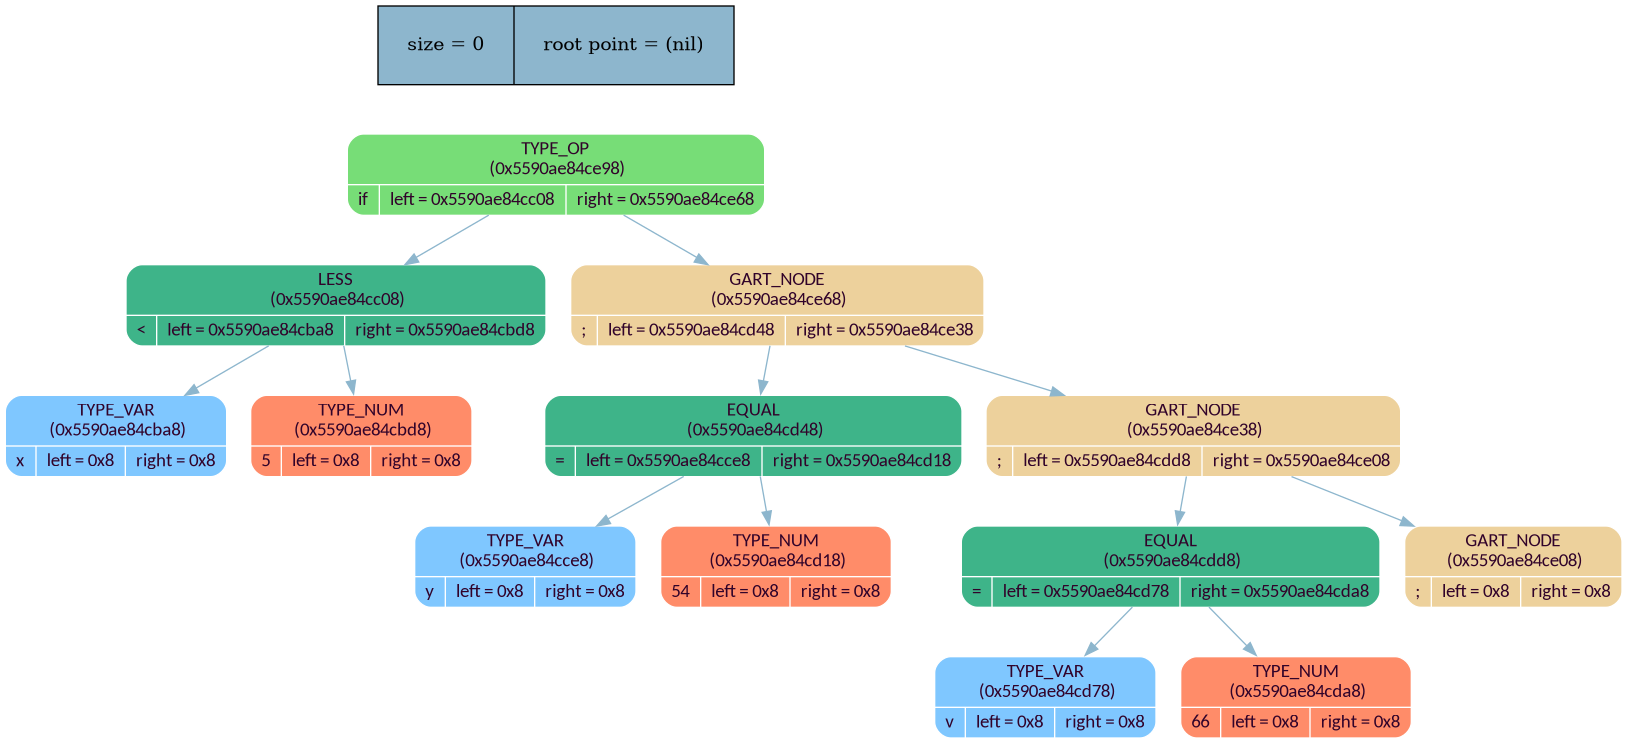 size = 0 root point = (nil)
TYPE_OP
(0x5590ae84ce98)
if left = 0x5590ae84cc08 right = 0x5590ae84ce68
LESS
(0x5590ae84cc08)
< left = 0x5590ae84cba8 right = 0x5590ae84cbd8
GART_NODE
(0x5590ae84ce68)
; left = 0x5590ae84cd48 right = 0x5590ae84ce38
TYPE_VAR
(0x5590ae84cba8)
x left = 0x8 right = 0x8
TYPE_NUM
(0x5590ae84cbd8)
5 left = 0x8 right = 0x8
EQUAL
(0x5590ae84cd48)
= left = 0x5590ae84cce8 right = 0x5590ae84cd18
GART_NODE
(0x5590ae84ce38)
; left = 0x5590ae84cdd8 right = 0x5590ae84ce08
TYPE_VAR
(0x5590ae84cce8)
y left = 0x8 right = 0x8
TYPE_NUM
(0x5590ae84cd18)
54 left = 0x8 right = 0x8
EQUAL
(0x5590ae84cdd8)
= left = 0x5590ae84cd78 right = 0x5590ae84cda8
GART_NODE
(0x5590ae84ce08)
; left = 0x8 right = 0x8
TYPE_VAR
(0x5590ae84cd78)
v left = 0x8 right = 0x8
TYPE_NUM
(0x5590ae84cda8)
66 left = 0x8 right = 0x8